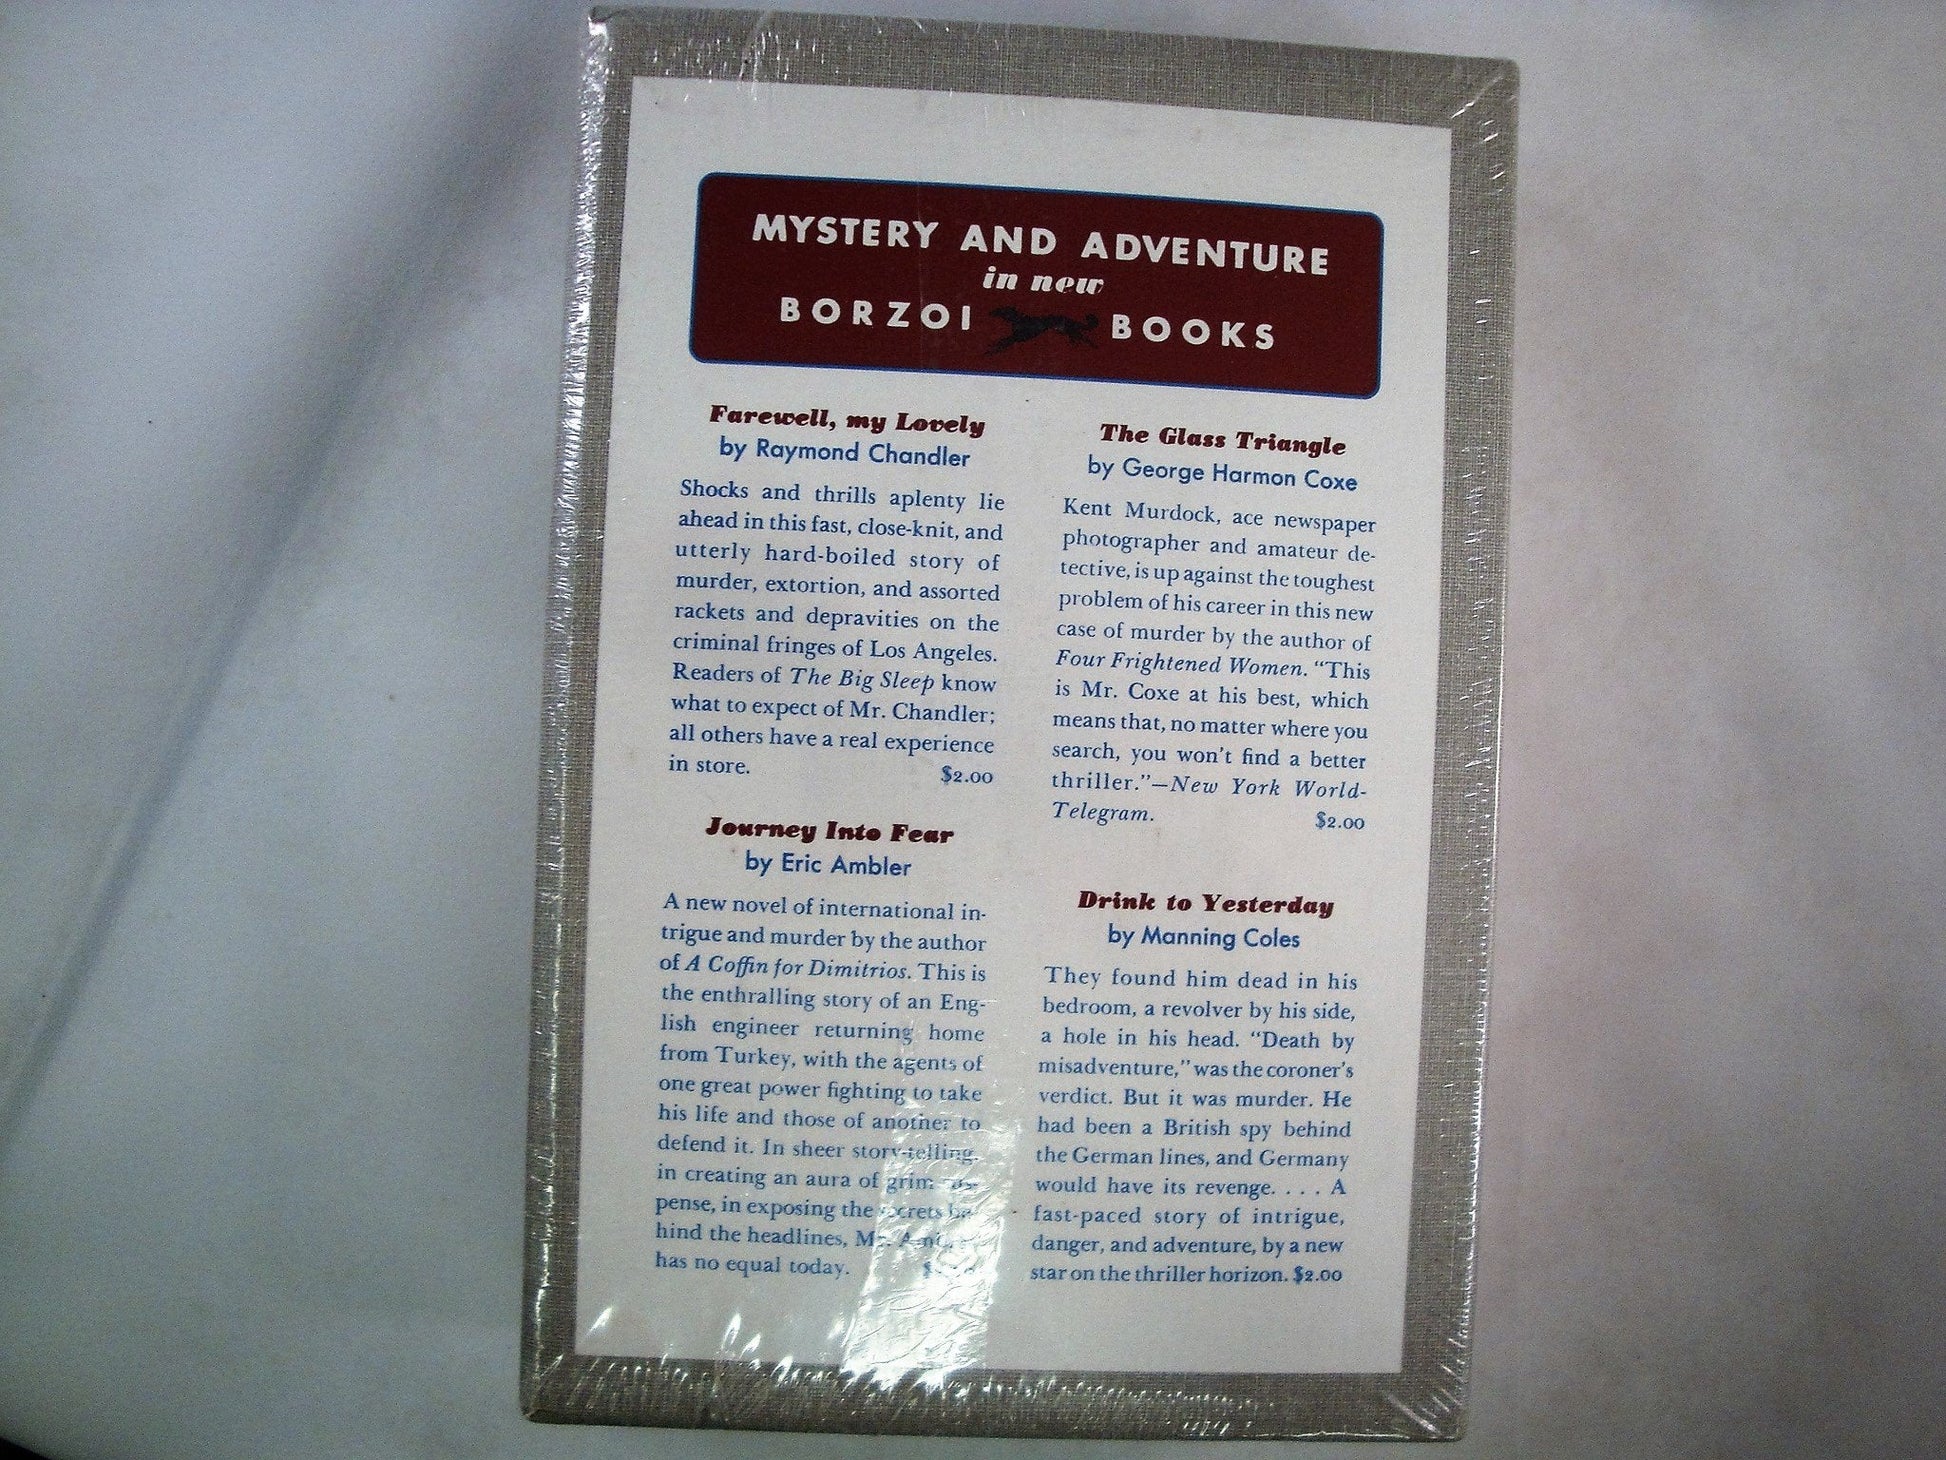 MYSTERY AND ADVENTURE
in new
BORZOI BOOKS
Farewell, my Lovely
by Raymond Chandler
Shocks and thrills aplenty lie
ahead in this fast, close-knit, and
utterly hard-boiled story of
murder, extortion, and assorted
rackets and depravities on the
criminal fringes of Los Angeles.
Readers of The Big Sleep know
what to expect of Mr. Chandler;
all others have a real experience
in store. $2.00
Journey Into Fear
by Eric Ambler
A new novel of international in-
trigue and murder by the author
of A Coffin for Dimitrios. This is
the enthralling story of an Eng-
lish engineer returning home
from Turkey, with the agents of
one great power fighting to take
his life and those of another to
defend it. In sheer story-telling,
in creating an aura of grim
pense, in exposing the secrets be-
hind the headlines, Mr. Ambler
has no equal today.
The Glass Triangle
by George Harmon Coxe
Kent Murdock, ace newspaper
photographer and amateur de-
tective, is up against the toughest
problem of his career in this new
case of murder by the author of
Four Frightened Women. "This
is Mr. Coxe at his best, which
means that, no matter where you
search, you won't find a better
thriller."—New York World-
Telegram. $2.00
Drink to Yesterday
by Manning Coles
They found him dead in his
bedroom, a revolver by his side,
a hole in his head. "Death by
misadventure," was the coroner's
verdict. But it was murder. He
had been a British spy behind
the German lines, and Germany
would have its revenge. . . . A
fast-paced story of intrigue,
danger, and adventure, by a new
star on the thriller horizon. $2.00